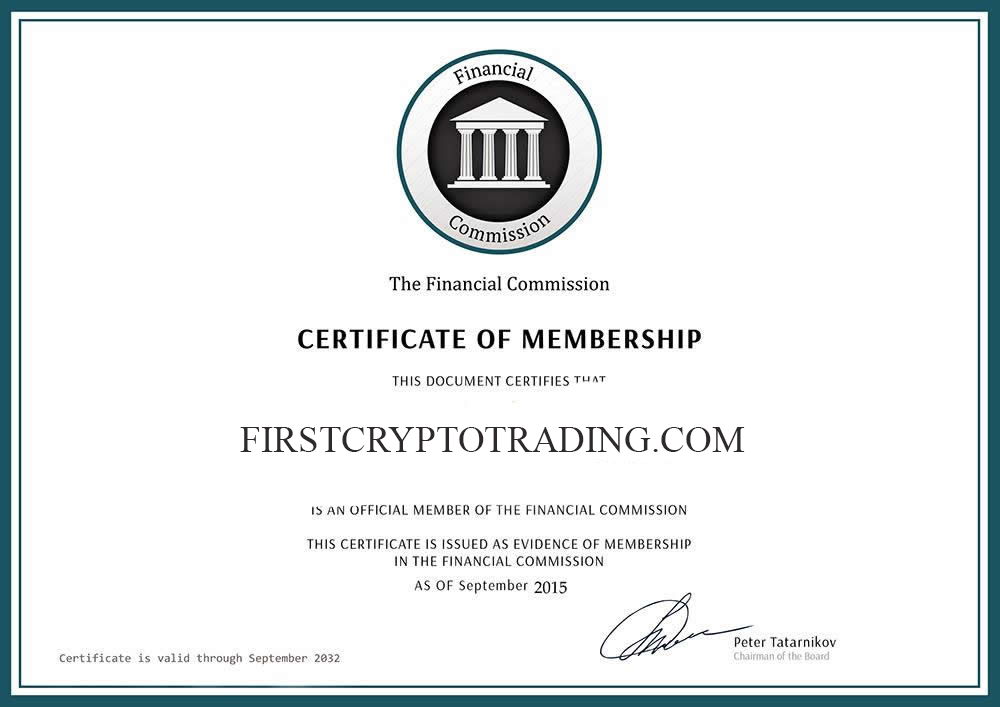 Financial
Commission
The Financial Commission
CERTIFICATE OF MEMBERSHIP
THIS DOCUMENT CERTIFIES THAT
FIRSTCRYPTOTRADING.COM
IS AN OFFICIAL MEMBER OF THE FINANCIAL COMMISSION
THIS CERTIFICATE IS ISSUED AS EVIDENCE OF MEMBERSHIP
IN THE FINANCIAL COMMISSION
AS OF September 2015
Peter Tatarnikov
Chairman of the Board
Certificate is valid through September 2032